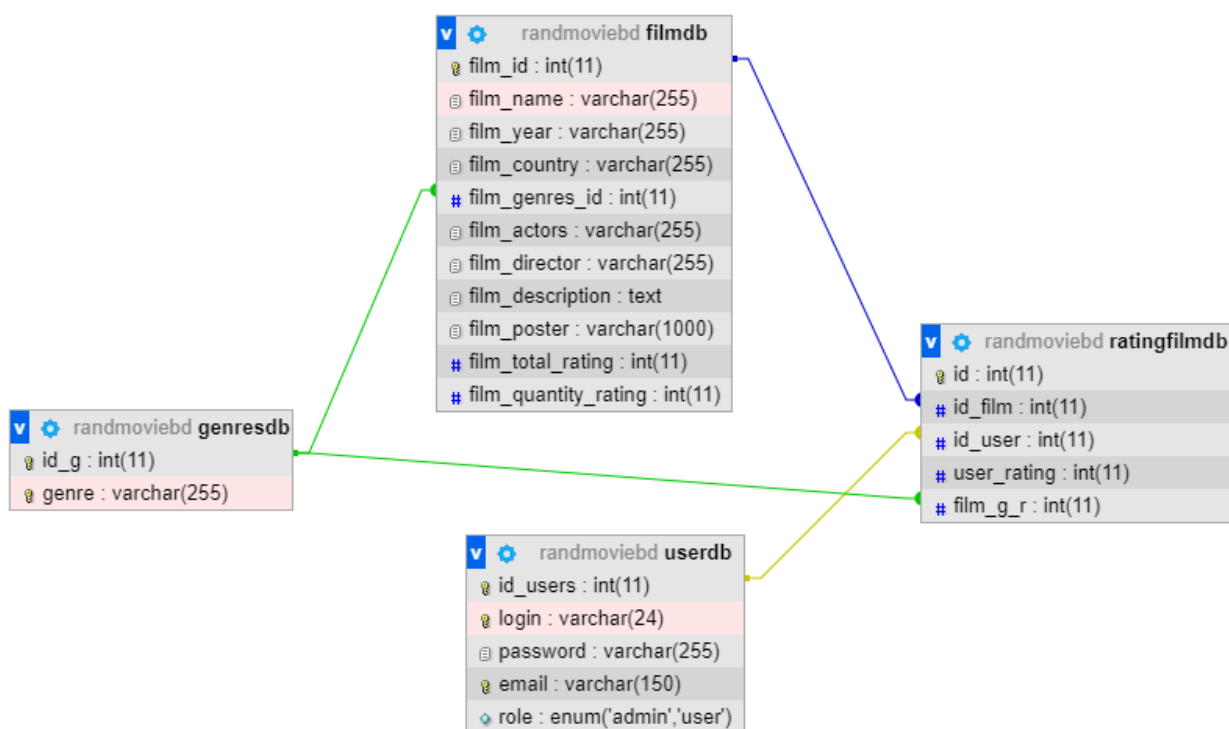 v randmoviebd filmdb
film_id : int(11)
film_name : varchar(255)
film_year : varchar(255)
film_country : varchar(255)
# film_genres_id : int(11)
film_actors : varchar(255)
film_director : varchar(255)
film_description : text
film_poster : varchar(1000)
# film_total_rating : int(11)
# film_quantity_rating : int(11)
v randmoviebd ratingfilmdb
id : int(11)
# id_film : int(11)
# id_user : int(11)
# user_rating : int(11)
# film_g_r : int(11)
v randmoviebd genresdb
id_g : int(11)
genre : varchar(255)
v randmoviebd userdb
id_users : int(11)
login : varchar(24)
password : varchar(255)
email : varchar(150)
role : enum('admin','user')